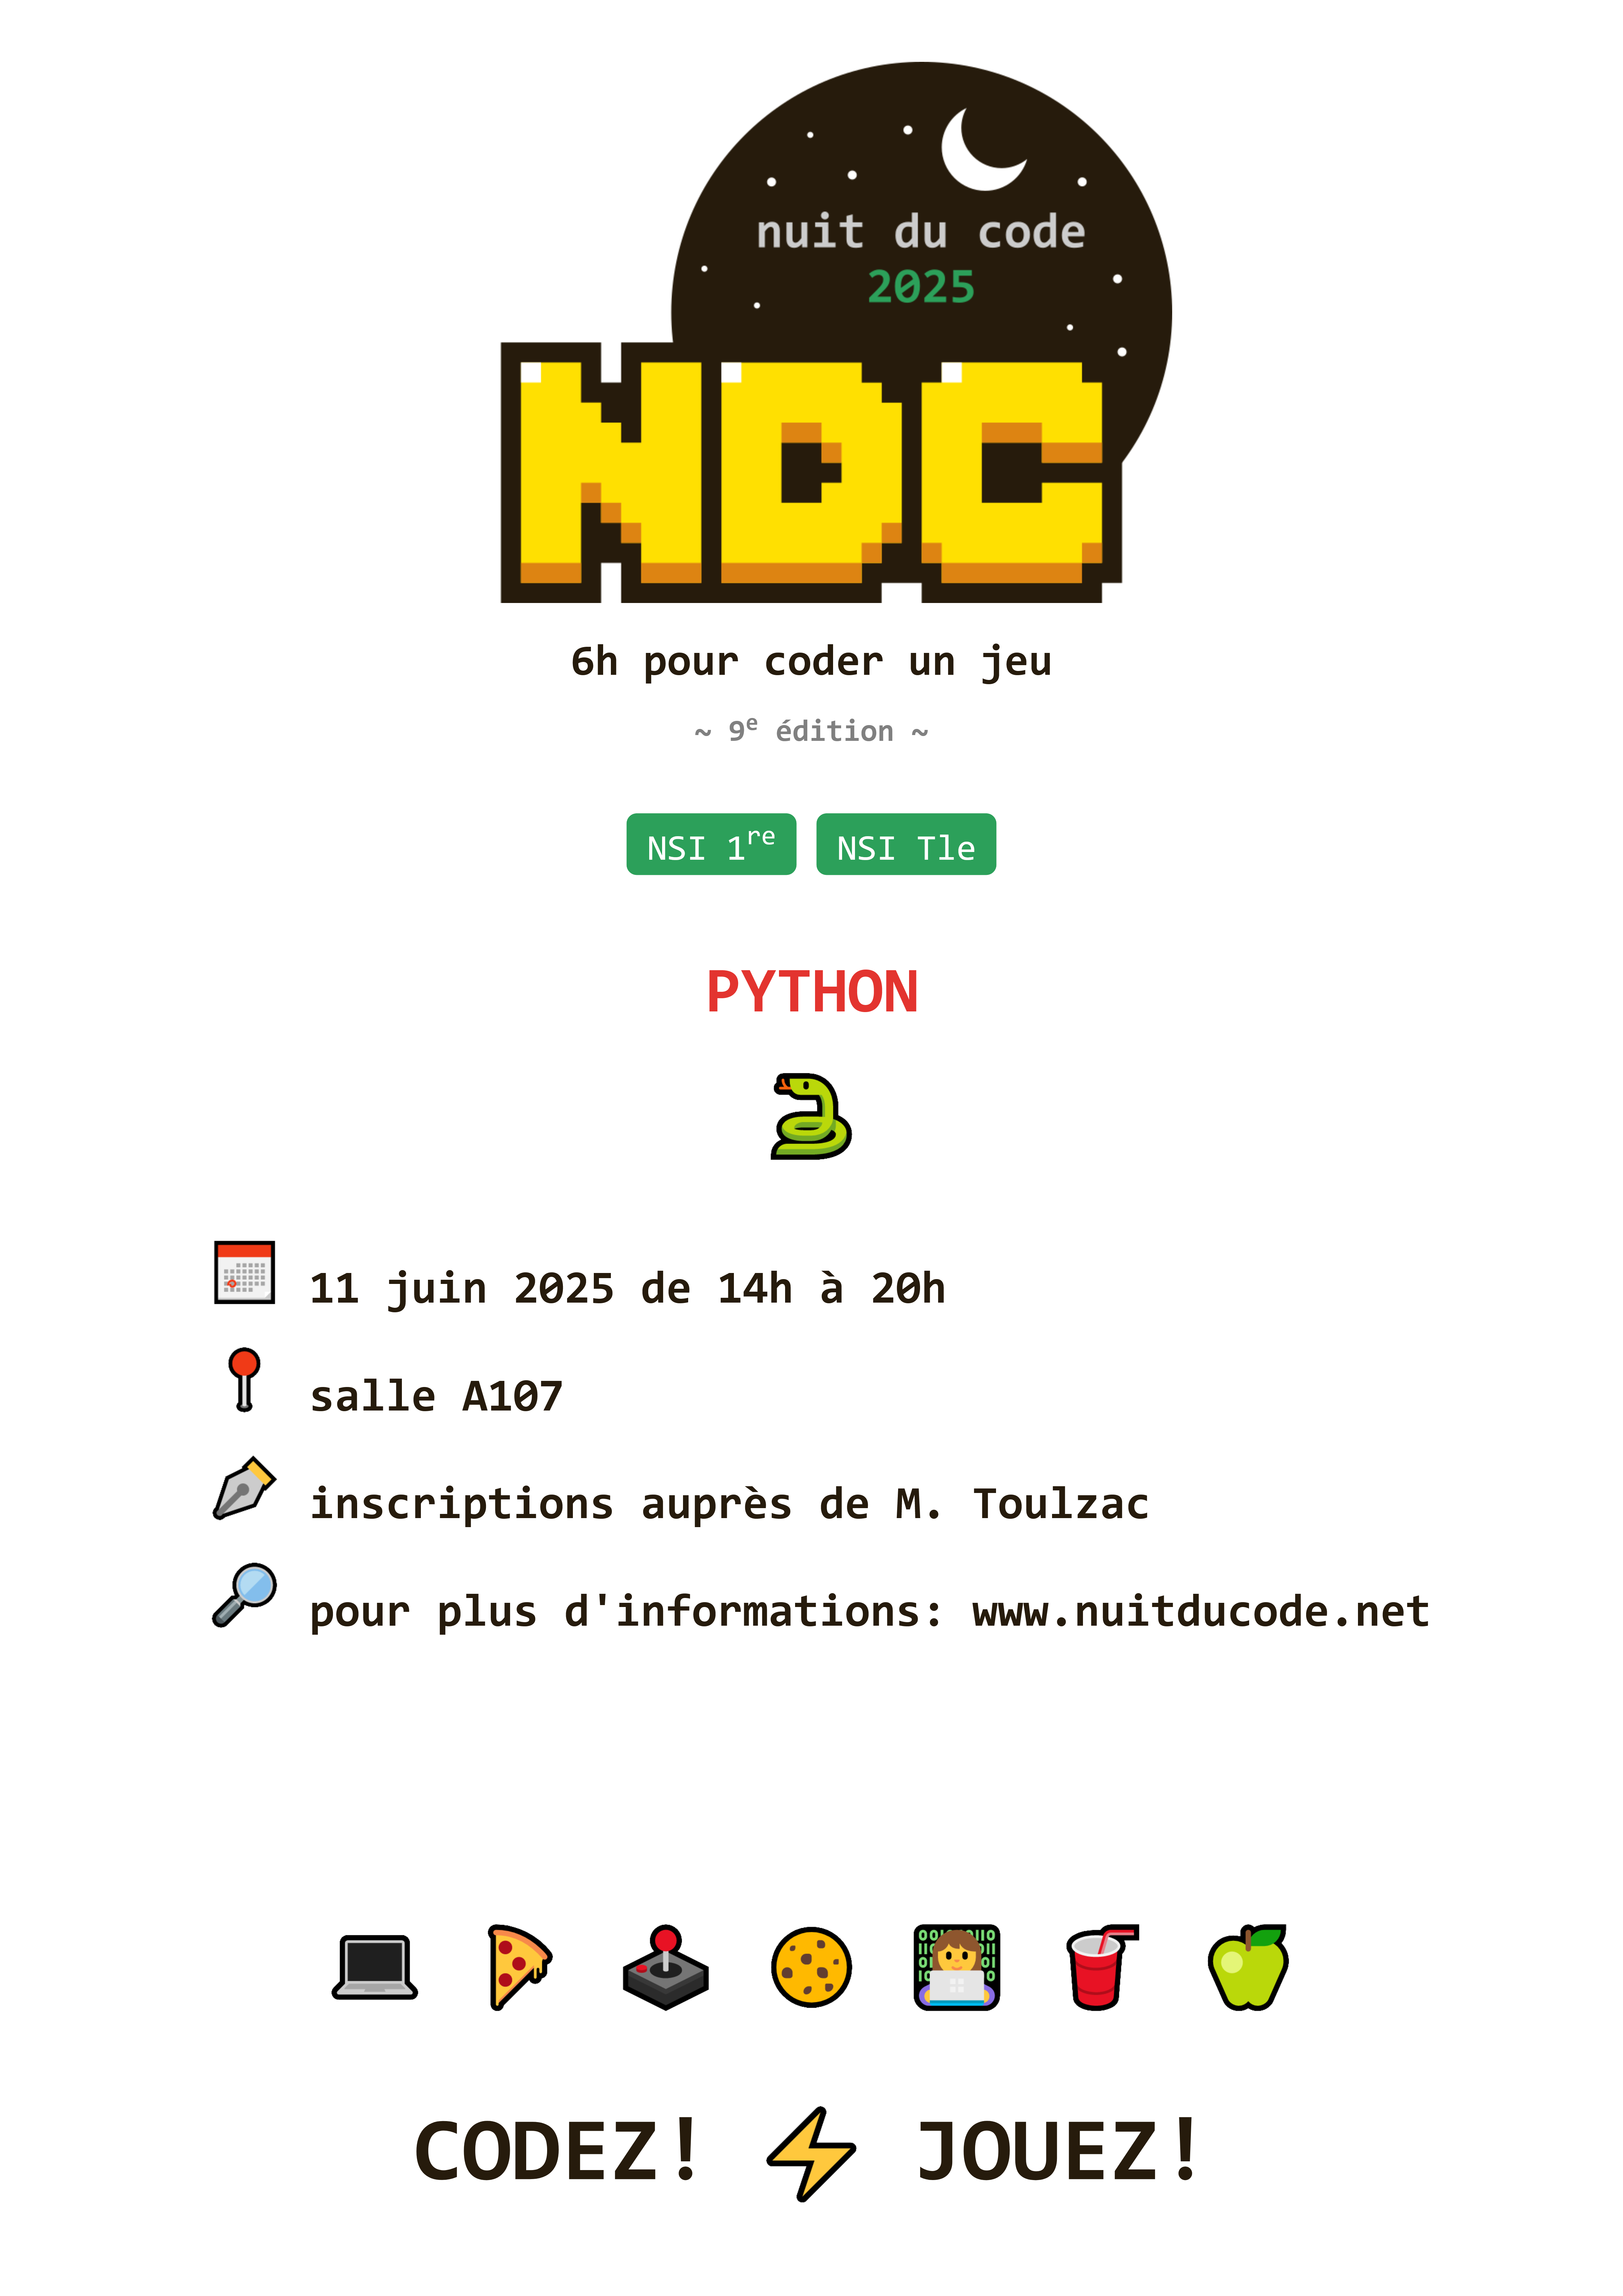 nuit du code
2025
NDC
6h pour coder un jeu
~ 9e édition ~
NSI 1re NSI Tle
PYTHON
11 juin 2025 de 14h à 20h
salle A107
inscriptions auprès de M. Toulzac
pour plus d'informations: www.nuitducode.net
CODEZ! JOUEZ!